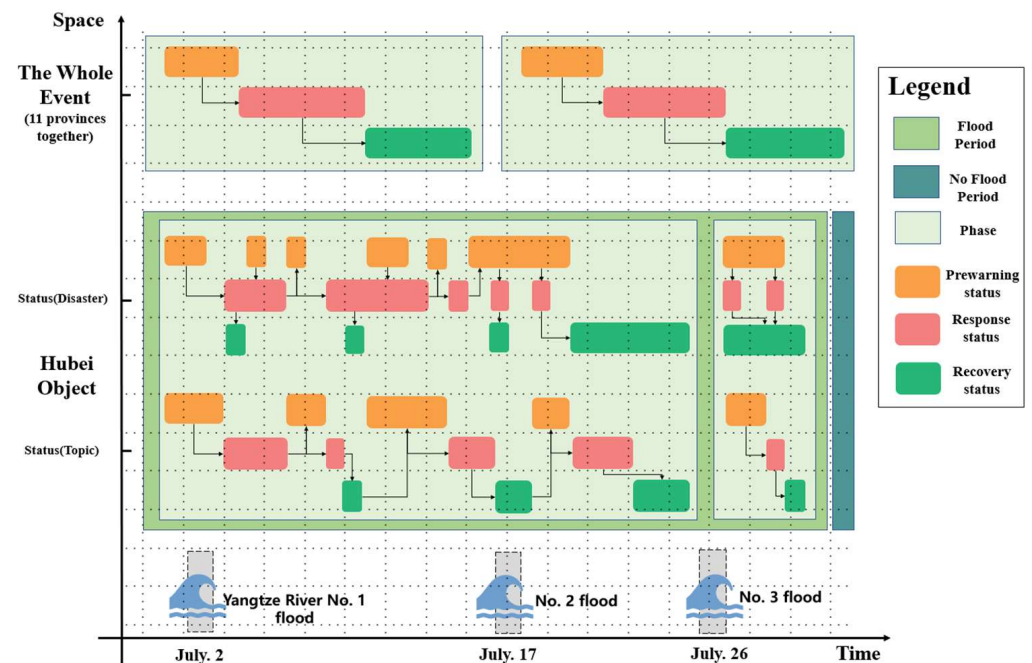 Space
The Whole
Event
(11 provinces
together)
Legend
Flood
Period
No Flood
Period
Phase
Prewarning
status
Response
status
Recovery
status
Status(Disaster)
Hubei
Object
Status(Topic)
Yangtze River No. 1
flood
No. 2 flood
No. 3 flood
July. 2
July. 17
July. 26
Time